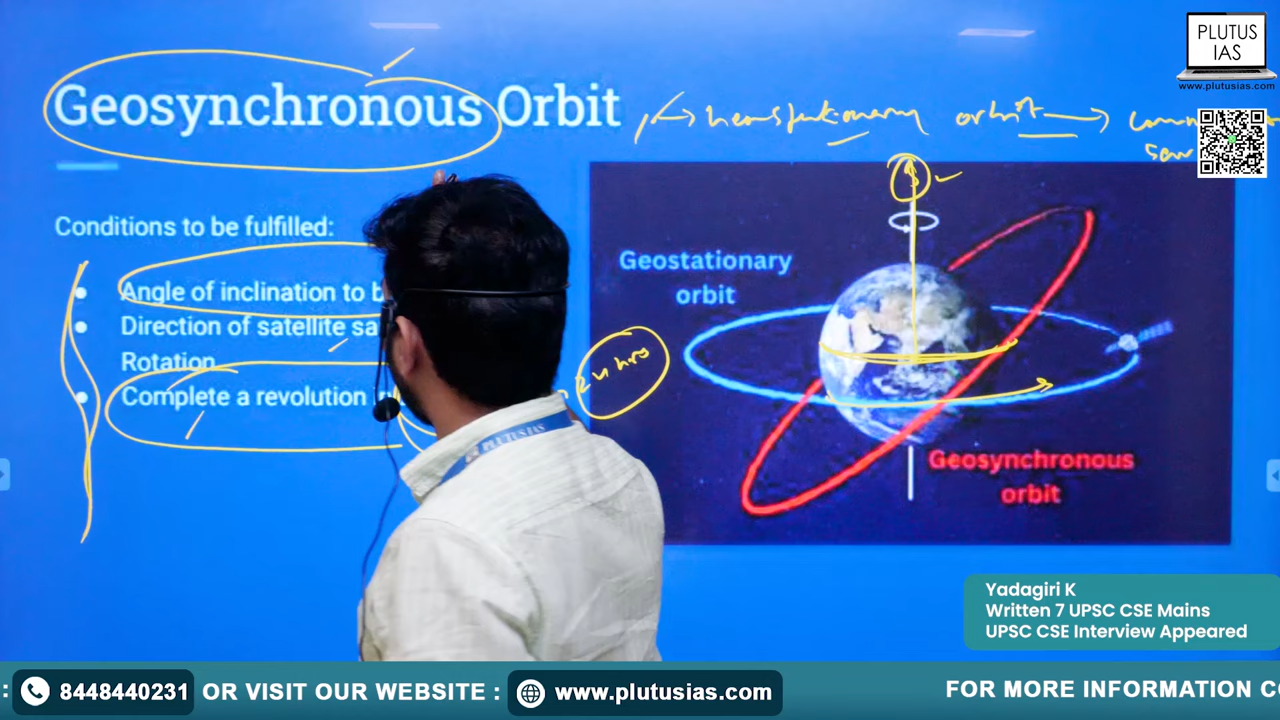 PLUTUS
IAS
www.plutusias.com
Geosynchronous Orbit
orbit
Conditions to be fulfilled:
Angle of inclination to b
Direction of satellite sa
Rotation
Complete a revolution
24 hrs
Geostationary
orbit
Geosynchronous
orbit
PLUTUS IAS
Yadagiri K
Written 7 UPSC CSE Mains
UPSC CSE Interview Appeared
: 8448440231 OR VISIT OUR WEBSITE : www.plutusias.com FOR MORE INFORMATION C